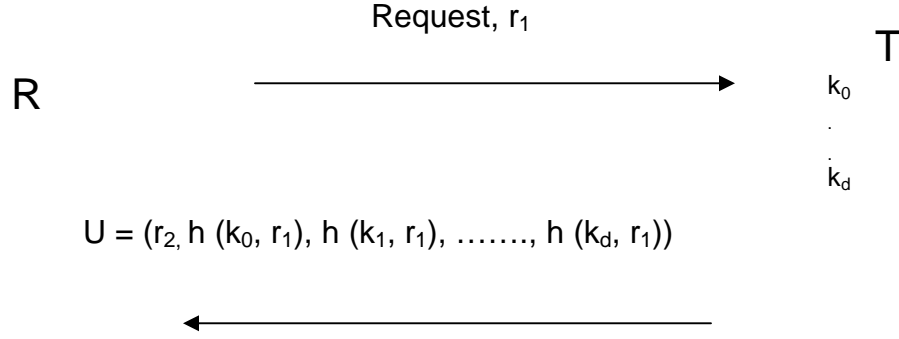 Request, r₁
T
R
k₀
.
.
k_d
U = (r₂, h (k₀, r₁), h (k₁, r₁), ……., h (k_d, r₁))